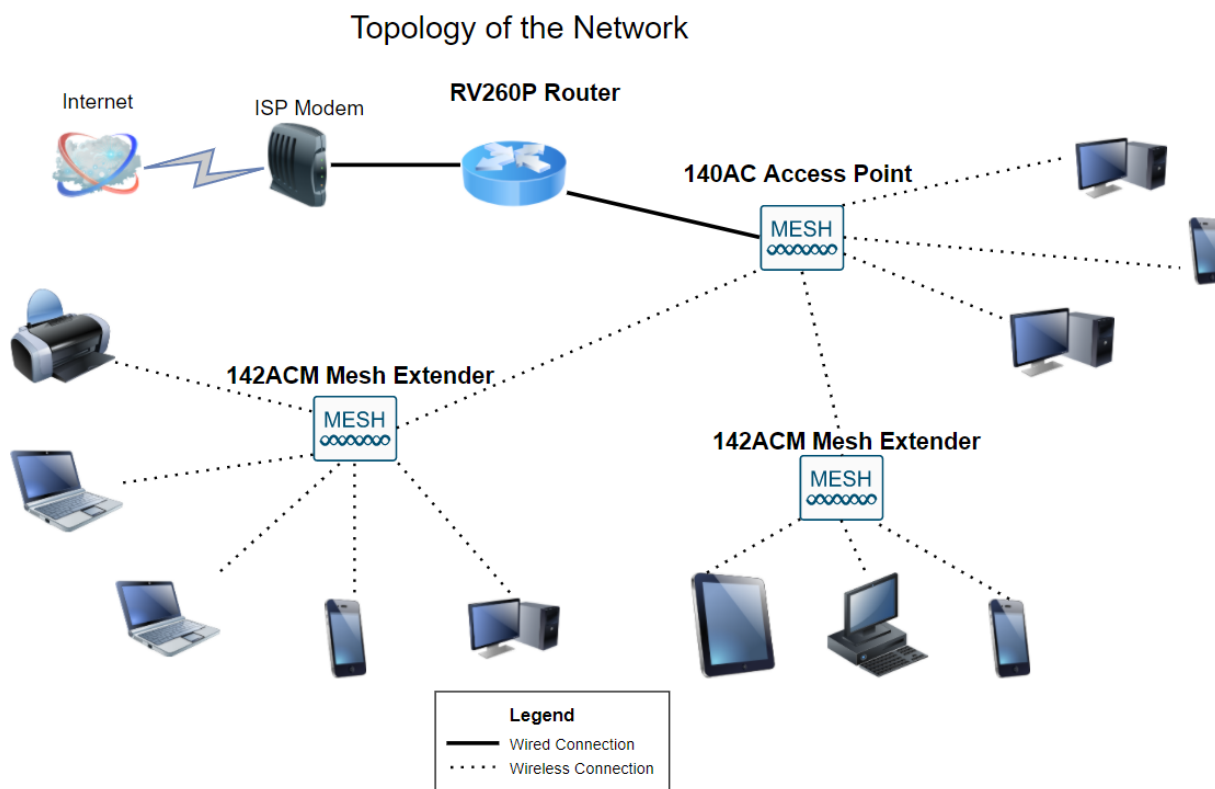 Topology of the Network
Internet
ISP Modem
RV260P Router
140AC Access Point
MESH
142ACM Mesh Extender
MESH
142ACM Mesh Extender
MESH
Legend
Wired Connection
Wireless Connection